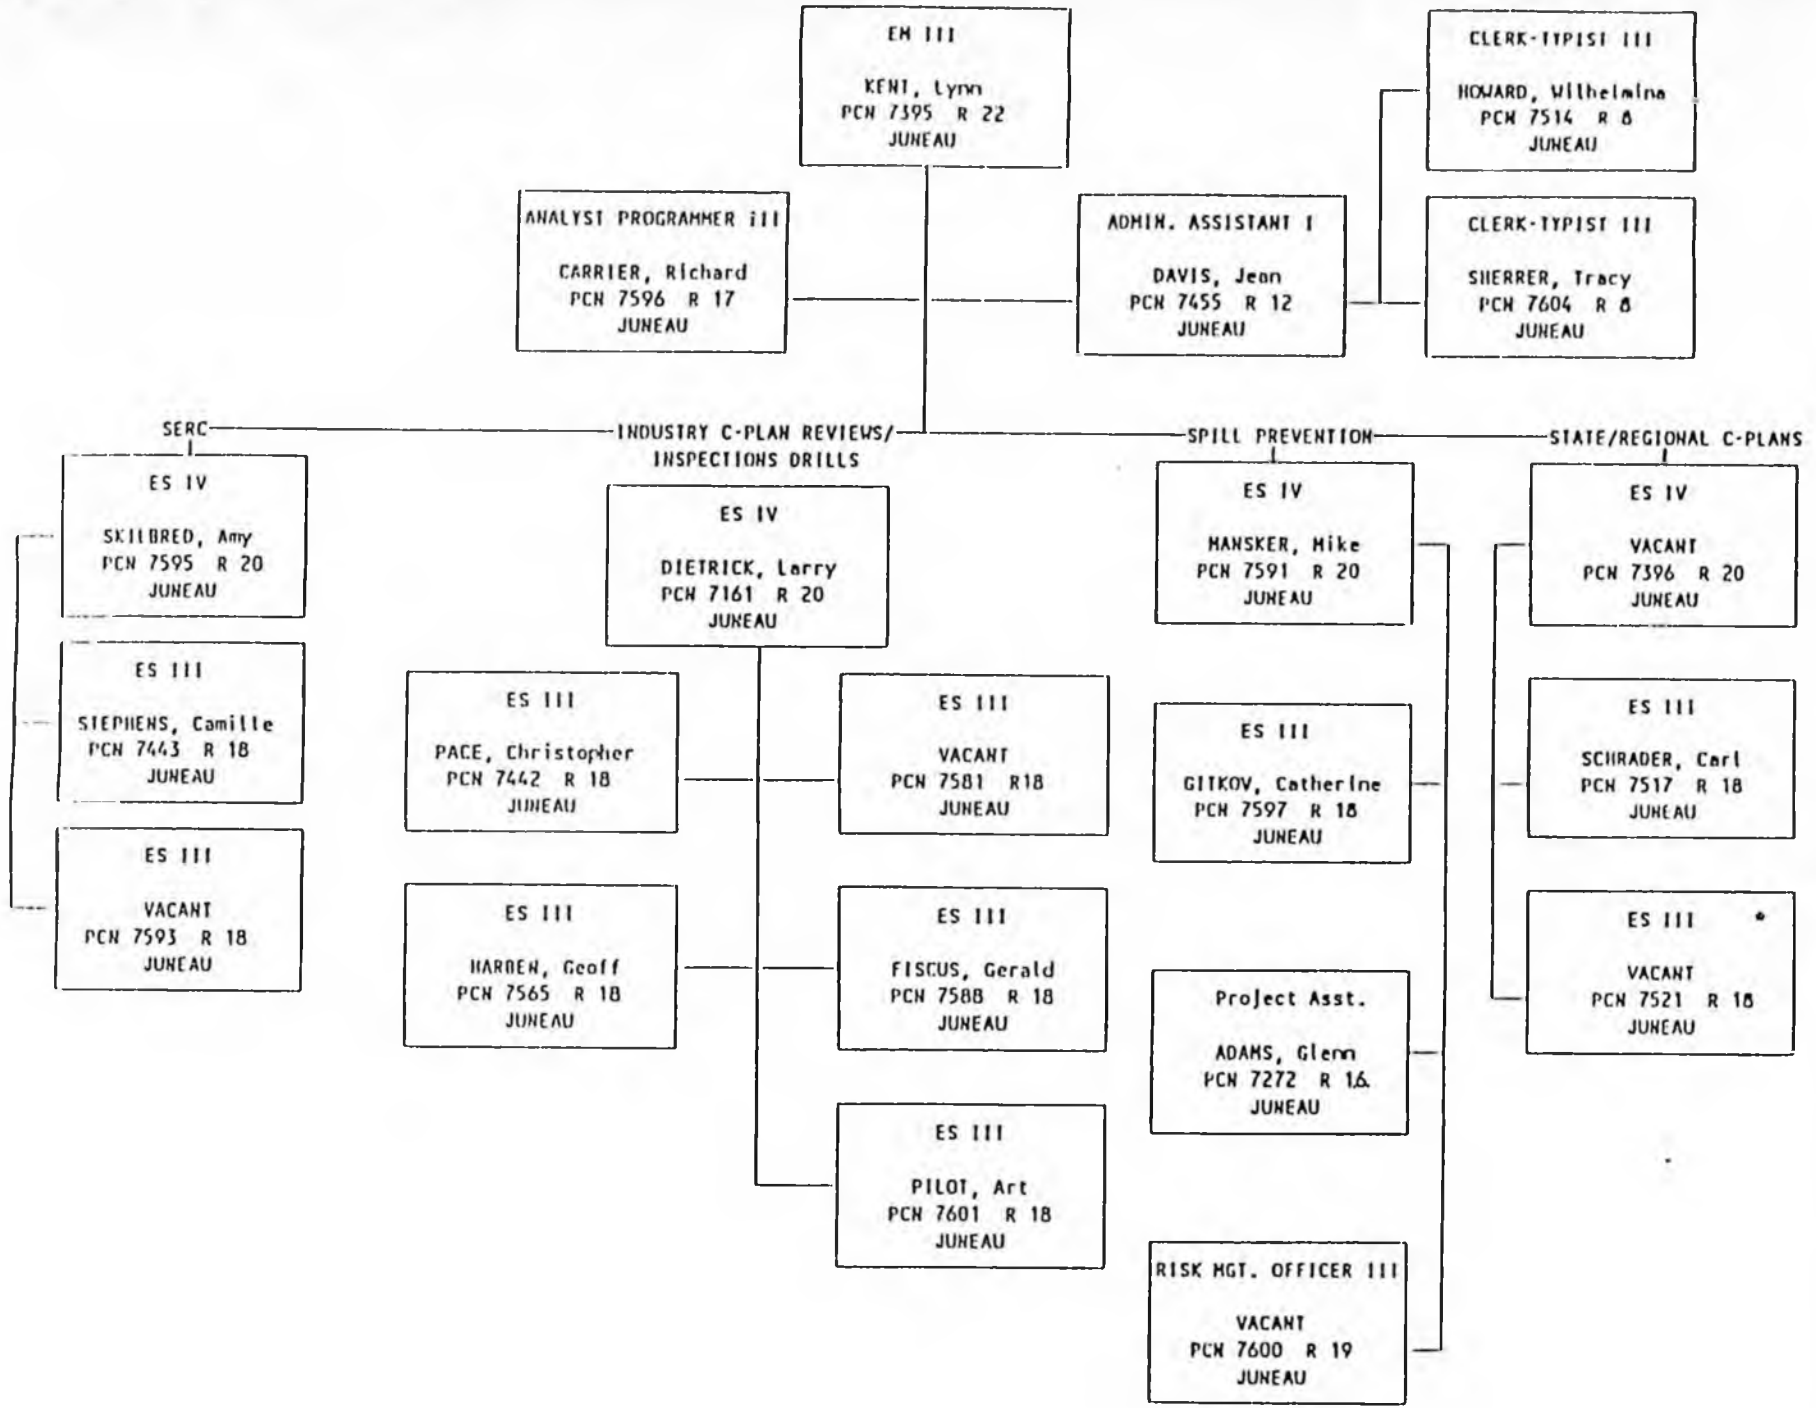 EM III
KENT, Lynn
PCN 7395 R 22
JUNEAU
CLERK-TYPIST III
HOWARD, Wilhelmina
PCN 7514 R 8
JUNEAU
ANALYST PROGRAMMER iII
CARRIER, Richard
PCN 7596 R 17
JUNEAU
ADMIN. ASSISTANT I
DAVIS, Jean
PCN 7455 R 12
JUNEAU
CLERK-TYPIST III
SHERRER, Tracy
PCN 7604 R 8
JUNEAU
SERC
ES IV
SKILBRED, Amy
PCN 7595 R 20
JUNEAU
ES III
STEPHENS, Camille
PCN 7443 R 18
JUNEAU
ES III
VACANT
PCN 7593 R 18
JUNEAU
INDUSTRY C-PLAN REVIEWS/
INSPECTIONS DRILLS
ES IV
DIETRICK, Larry
PCN 7161 R 20
JUNEAU
ES III
PACE, Christopher
PCN 7442 R 18
JUNEAU
ES III
VACANT
PCN 7581 R18
JUNEAU
ES III
HARBEN, Geoff
PCN 7565 R 18
JUNEAU
ES III
FISCUS, Gerald
PCN 7588 R 18
JUNEAU
ES III
PILOT, Art
PCN 7601 R 18
JUNEAU
SPILL PREVENTION
ES IV
MANSKER, Mike
PCN 7591 R 20
JUNEAU
ES III
GITKOV, Catherine
PCN 7597 R 18
JUNEAU
Project Asst.
ADAMS, Glenn
PCN 7272 R 16
JUNEAU
RISK MGT. OFFICER III
VACANT
PCN 7600 R 19
JUNEAU
STATE/REGIONAL C-PLANS
ES IV
VACANT
PCN 7396 R 20
JUNEAU
ES III
SCHRADER, Carl
PCN 7517 R 18
JUNEAU
ES III *
VACANT
PCN 7521 R 18
JUNEAU